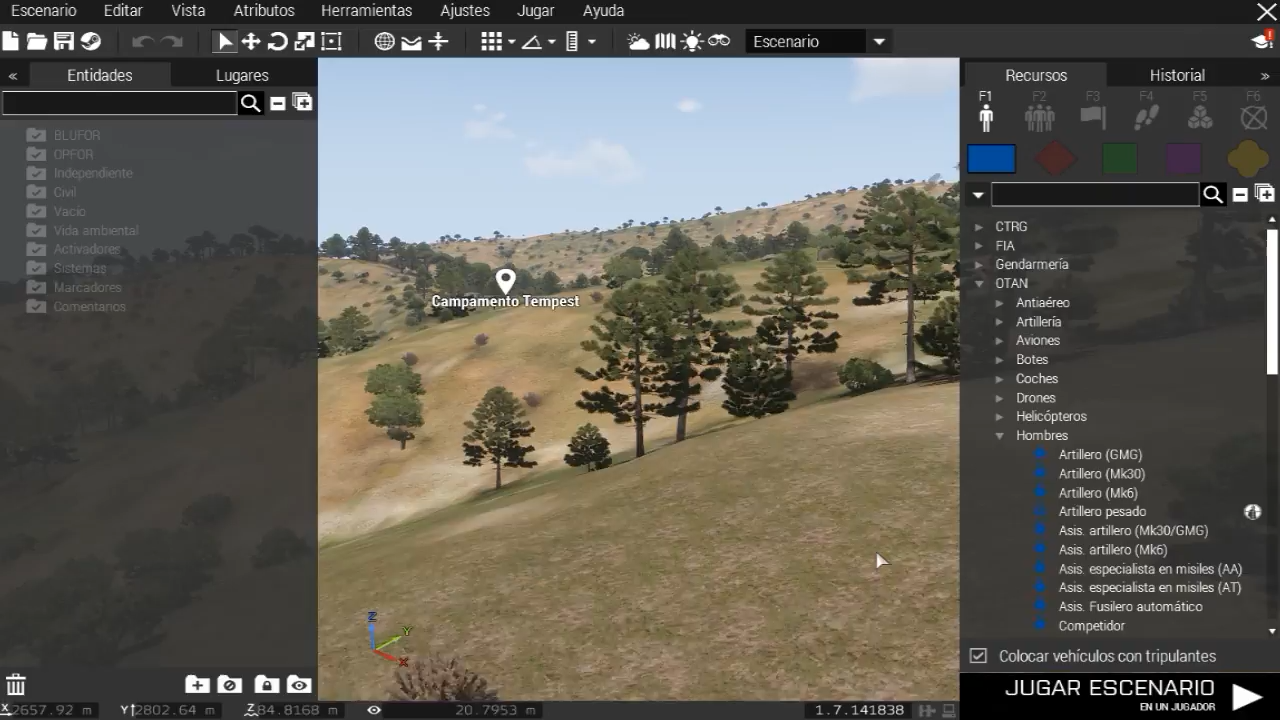 Escenario Editar Vista Atributos Herramientas Ajustes Jugar Ayuda
Escenario
« Entidades Lugares
BLUFOR
OPFOR
Independiente
Civil
Vacío
Vida ambiental
Activadores
Sistemas
Marcadores
Comentarios
Campamento Tempest
Z
Y
X
Recursos Historial »
F1 F2 F3 F4 F5 F6
CTRG
FIA
Gendarmería
OTAN
Antiaéreo
Artillería
Aviones
Botes
Coches
Drones
Helicópteros
Hombres
Artillero (GMG)
Artillero (Mk30)
Artillero (Mk6)
Artillero pesado
Asis. artillero (Mk30/GMG)
Asis. artillero (Mk6)
Asis. especialista en misiles (AA)
Asis. especialista en misiles (AT)
Asis. Fusilero automático
Competidor
Colocar vehículos con tripulantes
JUGAR ESCENARIO
EN UN JUGADOR
X 2657.92 m Y 2802.64 m Z 84.8168 m 20.7953 m 1.7.141838